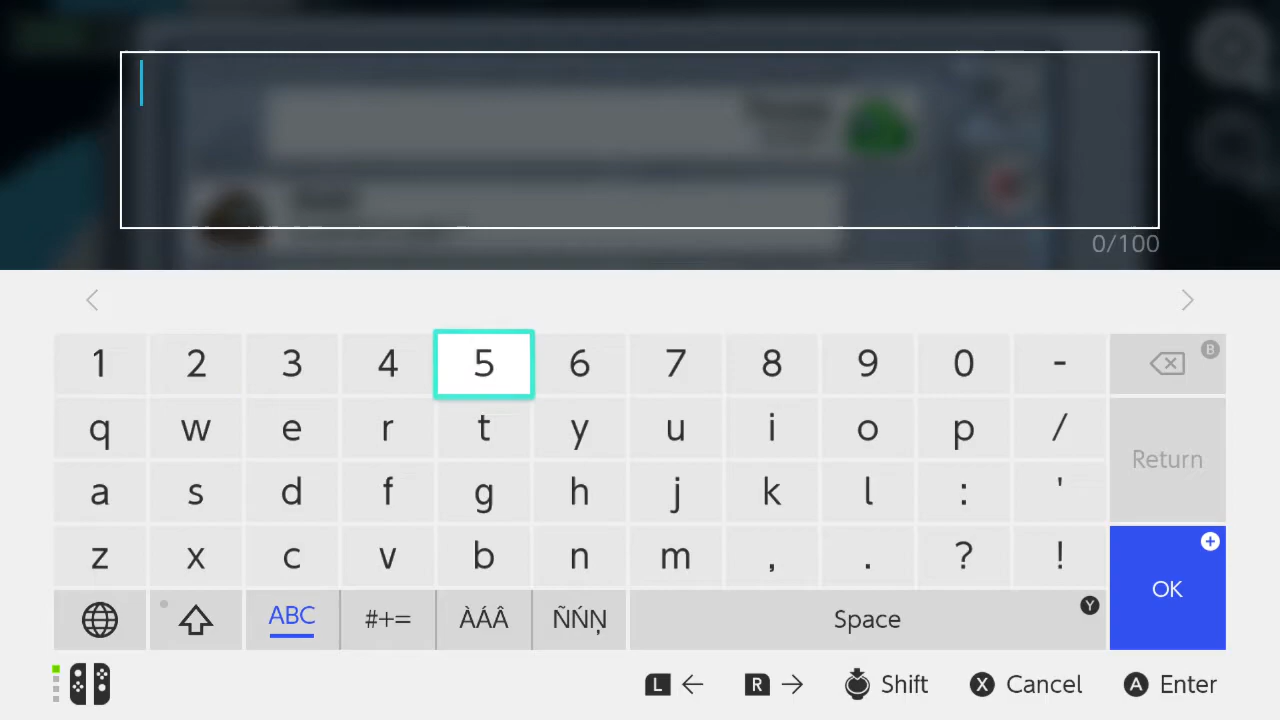 0/100
1 2 3 4 5 6 7 8 9 0 - B
q w e r t y u i o p /
Return
a s d f g h j k l : '
z x c v b n m , . ? ! +
OK
ABC #+= ÀÁÂ ÑŃŅ Space Y
L ← R → Shift X Cancel A Enter